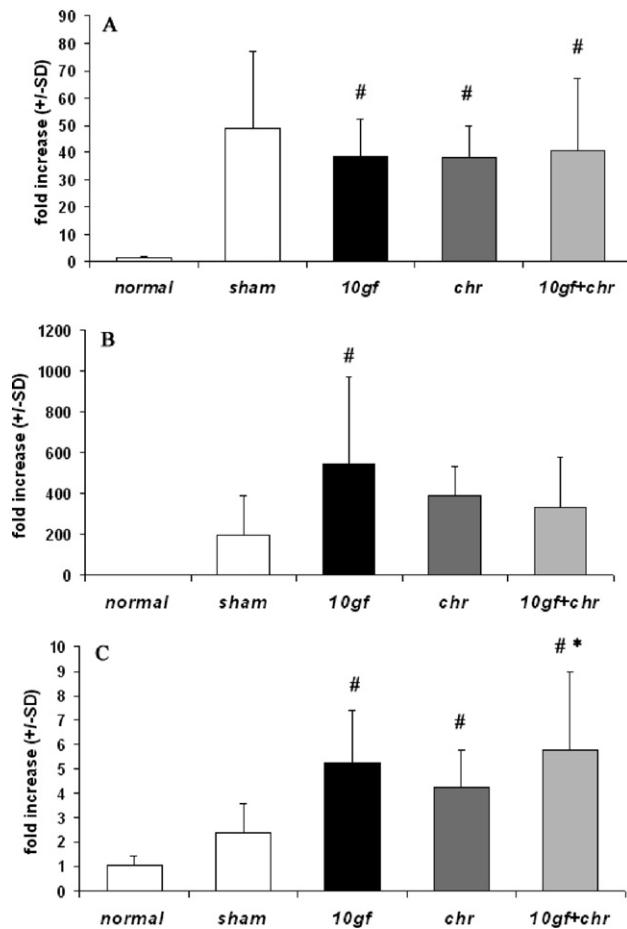 A
fold increase (+/-SD)
90
80
70
60
50
40
30
20
10
0
# # #
normal sham 10gf chr 10gf+chr
B
fold increase (+/-SD)
1200
1000
800
600
400
200
0
#
normal sham 10gf chr 10gf+chr
C
fold increase (+/-SD)
10
9
8
7
6
5
4
3
2
1
0
# # # *
normal sham 10gf chr 10gf+chr